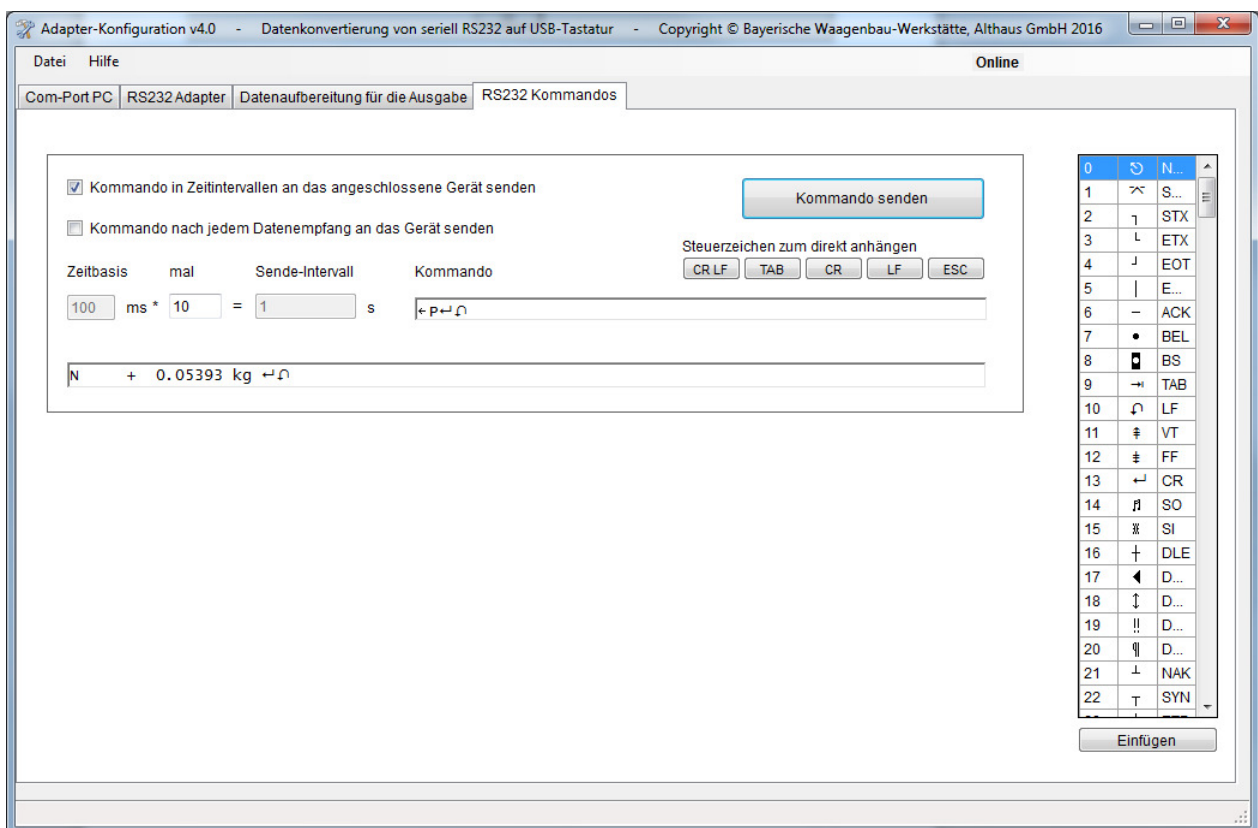 Adapter-Konfiguration v4.0 - Datenkonvertierung von seriell RS232 auf USB-Tastatur - Copyright © Bayerische Waagenbau-Werkstätte, Althaus GmbH 2016
Datei Hilfe Online
Com-Port PC RS232 Adapter Datenaufbereitung für die Ausgabe RS232 Kommandos
Kommando in Zeitintervallen an das angeschlossene Gerät senden
Kommando senden
Kommando nach jedem Datenempfang an das Gerät senden
Steuerzeichen zum direkt anhängen
CR LF TAB CR LF ESC
Zeitbasis mal Sende-Intervall Kommando
100 ms * 10 = 1 s ←P↵
N + 0.05393 kg ↵
0 N...
1 S...
2 STX
3 ETX
4 EOT
5 E...
6 ACK
7 BEL
8 BS
9 TAB
10 LF
11 VT
12 FF
13 CR
14 SO
15 SI
16 DLE
17 D...
18 D...
19 D...
20 D...
21 NAK
22 SYN
Einfügen